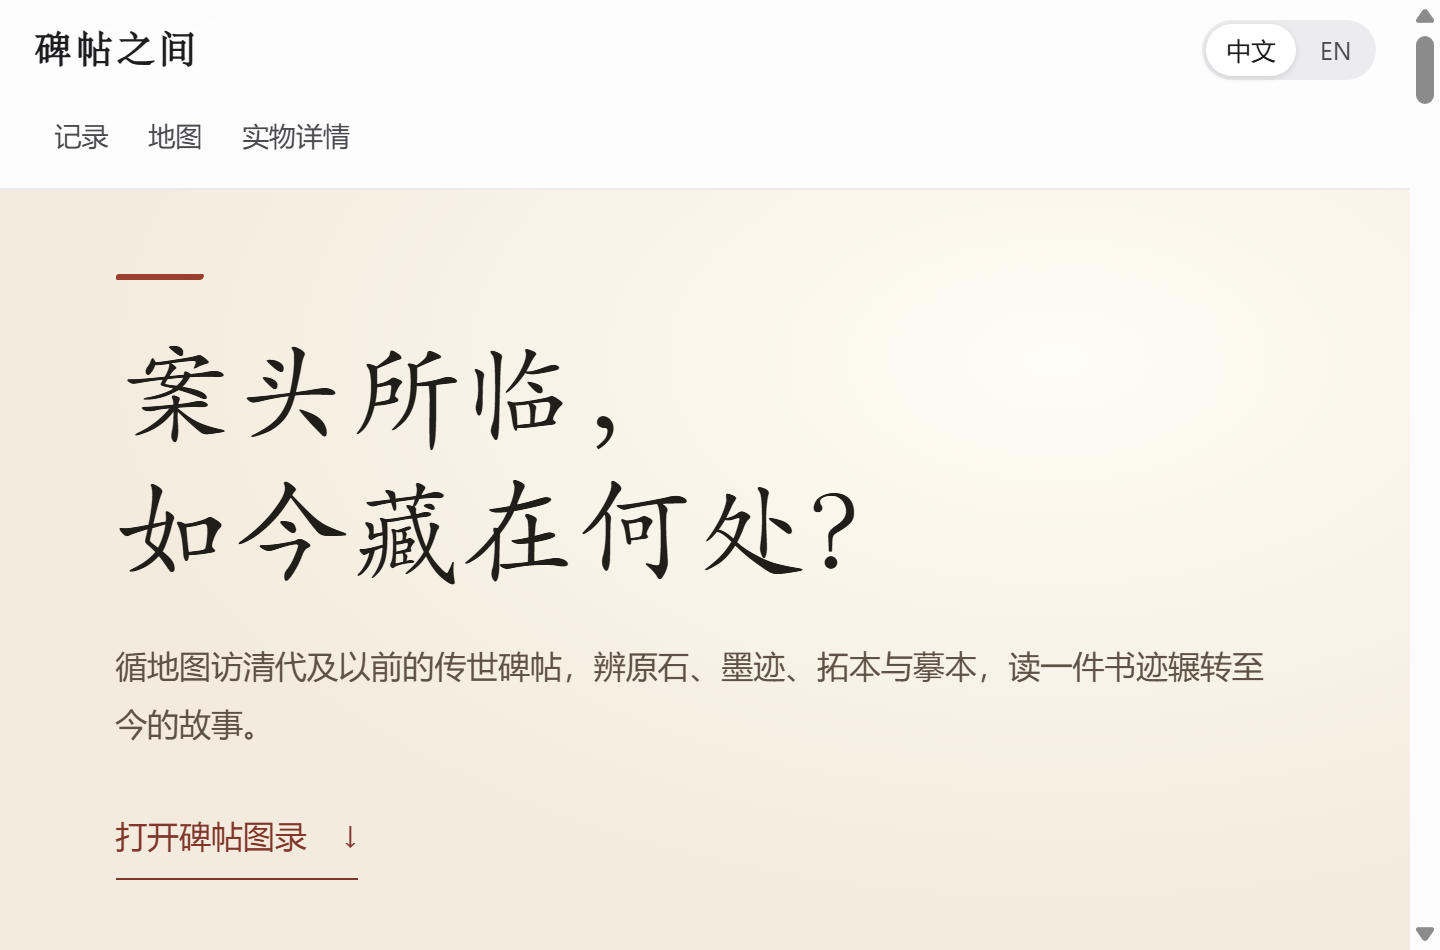 碑帖之间
中文 EN
记录 地图 实物详情
案头所临，
如今藏在何处？
循地图访清代及以前的传世碑帖，辨原石、墨迹、拓本与摹本，读一件书迹辗转至
今的故事。
打开碑帖图录 ↓